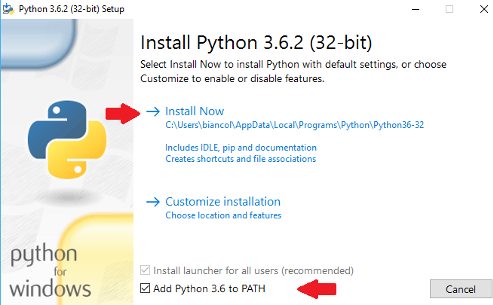 Python 3.6.2 (32-bit) Setup
Install Python 3.6.2 (32-bit)
Select Install Now to install Python with default settings, or choose
Customize to enable or disable features.
Install Now
C:\Users\biancol\AppData\Local\Programs\Python\Python36-32
Includes IDLE, pip and documentation
Creates shortcuts and file associations
Customize installation
Choose location and features
python
for
windows
Install launcher for all users (recommended)
Add Python 3.6 to PATH
Cancel